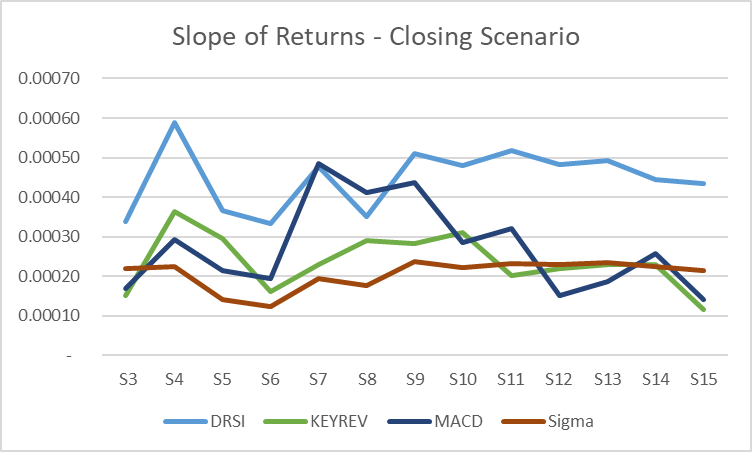 Slope of Returns - Closing Scenario
0.00070
0.00060
0.00050
0.00040
0.00030
0.00020
0.00010
-
S3 S4 S5 S6 S7 S8 S9 S10 S11 S12 S13 S14 S15
DRSI KEYREV MACD Sigma